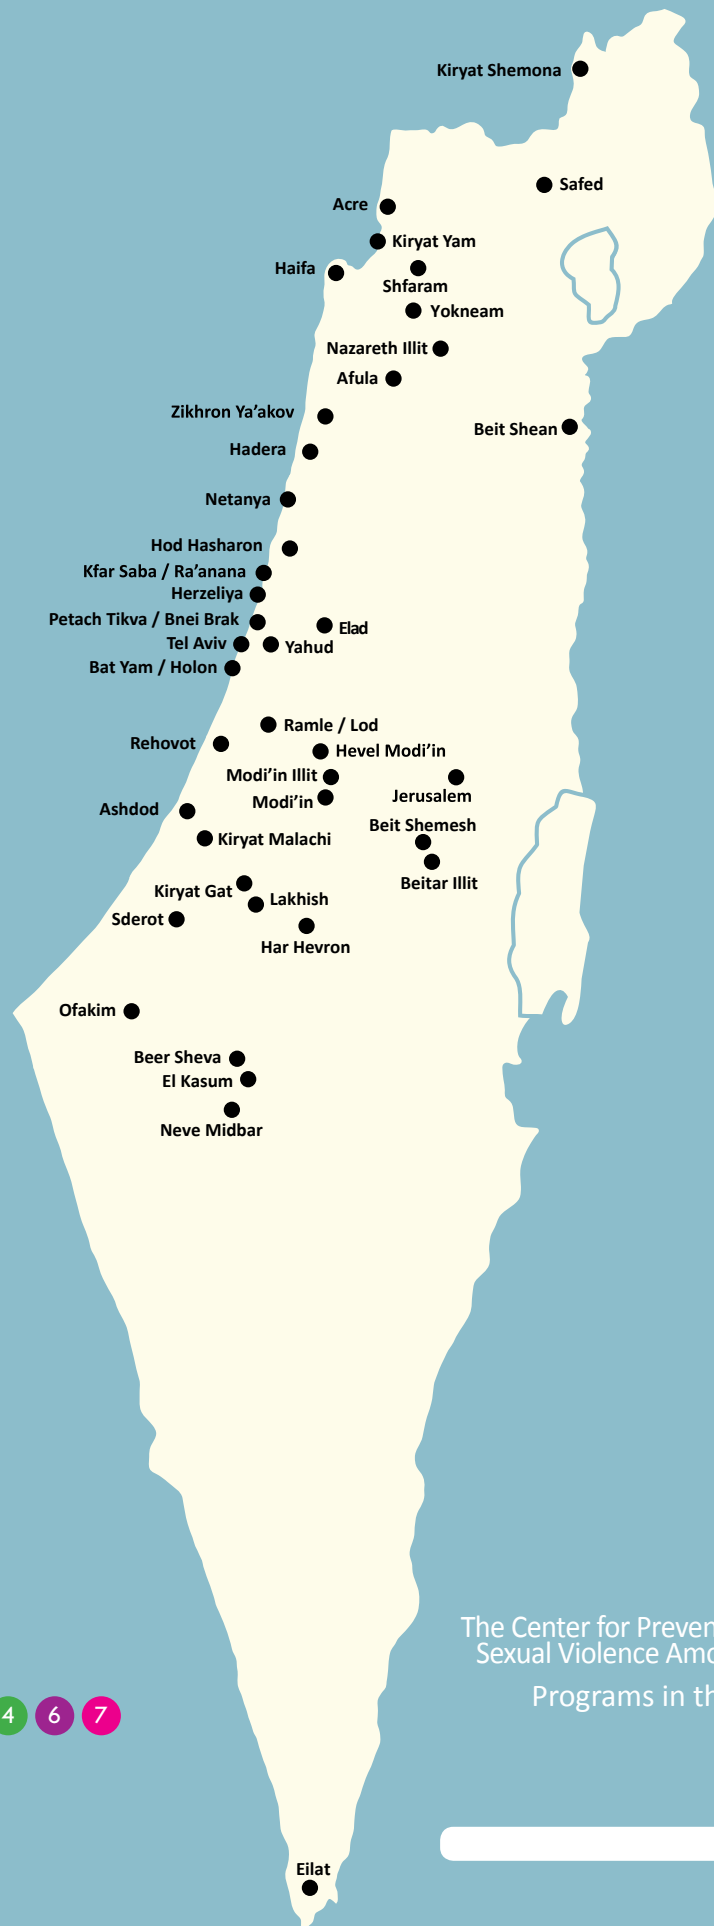 Kiryat Shemona
Safed
Acre
Kiryat Yam
Haifa
Shfaram
Yokneam
Nazareth Illit
Afula
Zikhron Ya’akov
Beit Shean
Hadera
Netanya
Hod Hasharon
Kfar Saba / Ra’anana
Herzeliya
Petach Tikva / Bnei Brak
Elad
Tel Aviv
Yahud
Bat Yam / Holon
Ramle / Lod
Rehovot
Hevel Modi’in
Modi’in Illit
Jerusalem
Modi’in
Ashdod
Beit Shemesh
Kiryat Malachi
Beitar Illit
Kiryat Gat
Lakhish
Sderot
Har Hevron
Ofakim
Beer Sheva
El Kasum
Neve Midbar
The Center for Preven
Sexual Violence Amo
Programs in th
4 6 7
Eilat